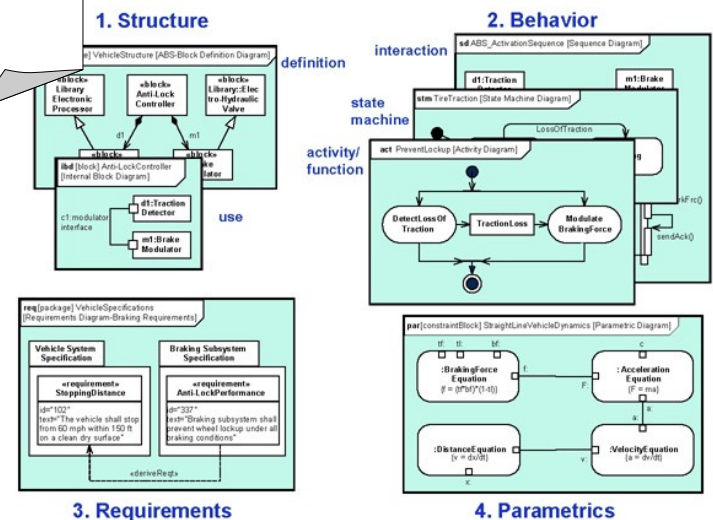 1. Structure
e] VehicleStructure [ABS-Block Definition Diagram]
definition
«block»
Library
Electronic
Processor
«block»
Anti-Lock
Controller
«block»
Library::Elec
tro-Hydraulic
Valve
d1
m1
«block»
ibd [block] Anti-LockController
[Internal Block Diagram]
c1:modulator
interface
d1:Traction
Detector
m1:Brake
Modulator
use
2. Behavior
interaction
sd ABS_ActivationSequence [Sequence Diagram]
d1:Traction
m1:Brake
state
machine
stm TireTraction [State Machine Diagram]
LossOfTraction
activity/
function
act PreventLockup [Activity Diagram]
DetectLossOf
Traction
TractionLoss
Modulate
BrakingForce
sendAck()
req [package] VehicleSpecifications
[Requirements Diagram-Braking Requirements]
Vehicle System
Specification
«requirement»
StoppingDistance
id="102"
text="The vehicle shall stop
from 60 mph within 150 ft
on a clean dry surface"
Braking Subsystem
Specification
«requirement»
Anti-LockPerformance
id="337"
text="Braking subsystem shall
prevent wheel lockup under all
braking conditions"
«deriveReqt»
3. Requirements
par [constraintBlock] StraightLineVehicleDynamics [Parametric Diagram]
tf: tl: bf:
c
:BrakingForce
Equation
{f = (tf*bf)*(1-tl)}
f:
F:
:Acceleration
Equation
{F = ma}
a:
a:
:DistanceEquation
{v = dx/dt}
v:
:VelocityEquation
{a = dv/dt}
x:
4. Parametrics